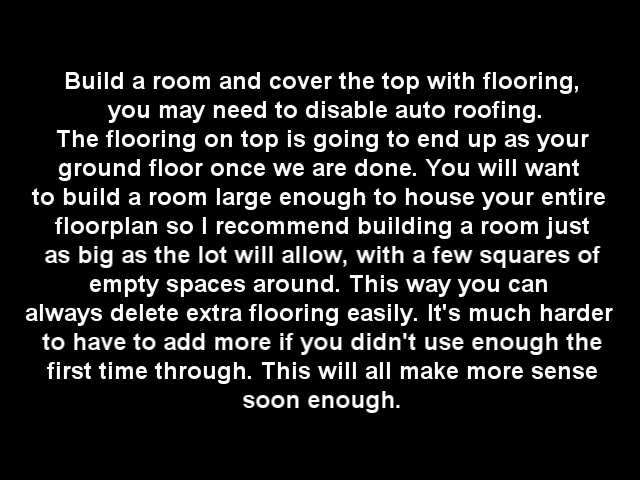 Build a room and cover the top with flooring,
you may need to disable auto roofing.
The flooring on top is going to end up as your
ground floor once we are done. You will want
to build a room large enough to house your entire
floorplan so I recommend building a room just
as big as the lot will allow, with a few squares of
empty spaces around. This way you can
always delete extra flooring easily. It's much harder
to have to add more if you didn't use enough the
first time through. This will all make more sense
soon enough.